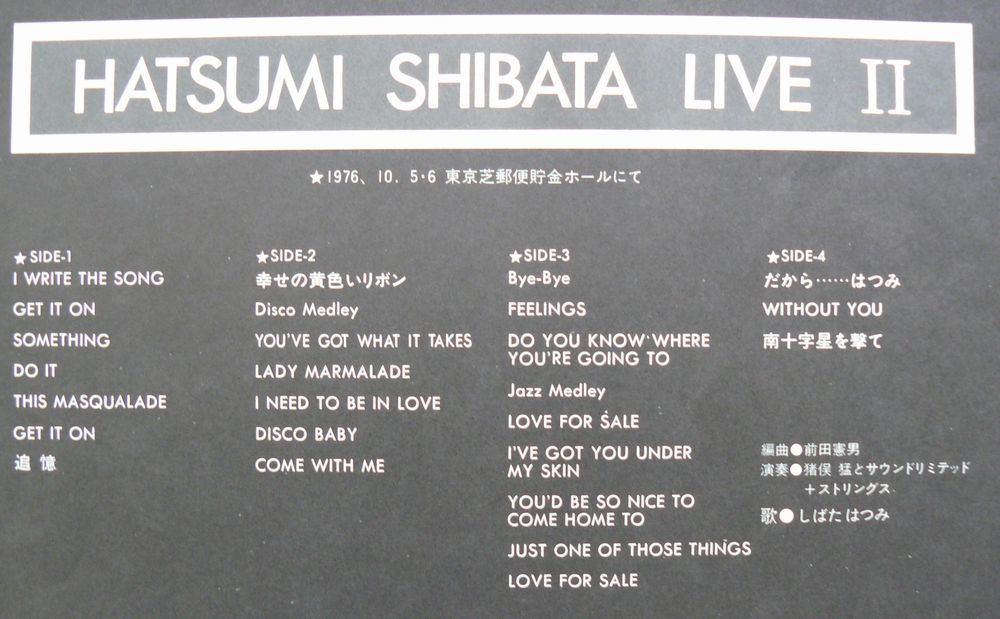 HATSUMI SHIBATA LIVE II
★1976、10. 5・6 東京芝郵便貯金ホールにて
★SIDE-1
I WRITE THE SONG
GET IT ON
SOMETHING
DO IT
THIS MASQUALADE
GET IT ON
追憶
★SIDE-2
幸せの黄色いリボン
Disco Medley
YOU'VE GOT WHAT IT TAKES
LADY MARMALADE
I NEED TO BE IN LOVE
DISCO BABY
COME WITH ME
★SIDE-3
Bye-Bye
FEELINGS
DO YOU KNOW WHERE
YOU'RE GOING TO
Jazz Medley
LOVE FOR SALE
I'VE GOT YOU UNDER
MY SKIN
YOU'D BE SO NICE TO
COME HOME TO
JUST ONE OF THOSE THINGS
LOVE FOR SALE
★SIDE-4
だから……はつみ
WITHOUT YOU
南十字星を撃て
編曲●前田憲男
演奏●猪俣 猛とサウンドリミテッド
＋ストリングス
歌●しばたはつみ